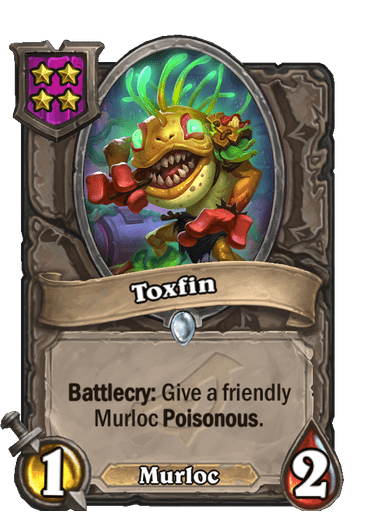 Toxfin
Battlecry: Give a friendly
Murloc Poisonous.
1
Murloc
2